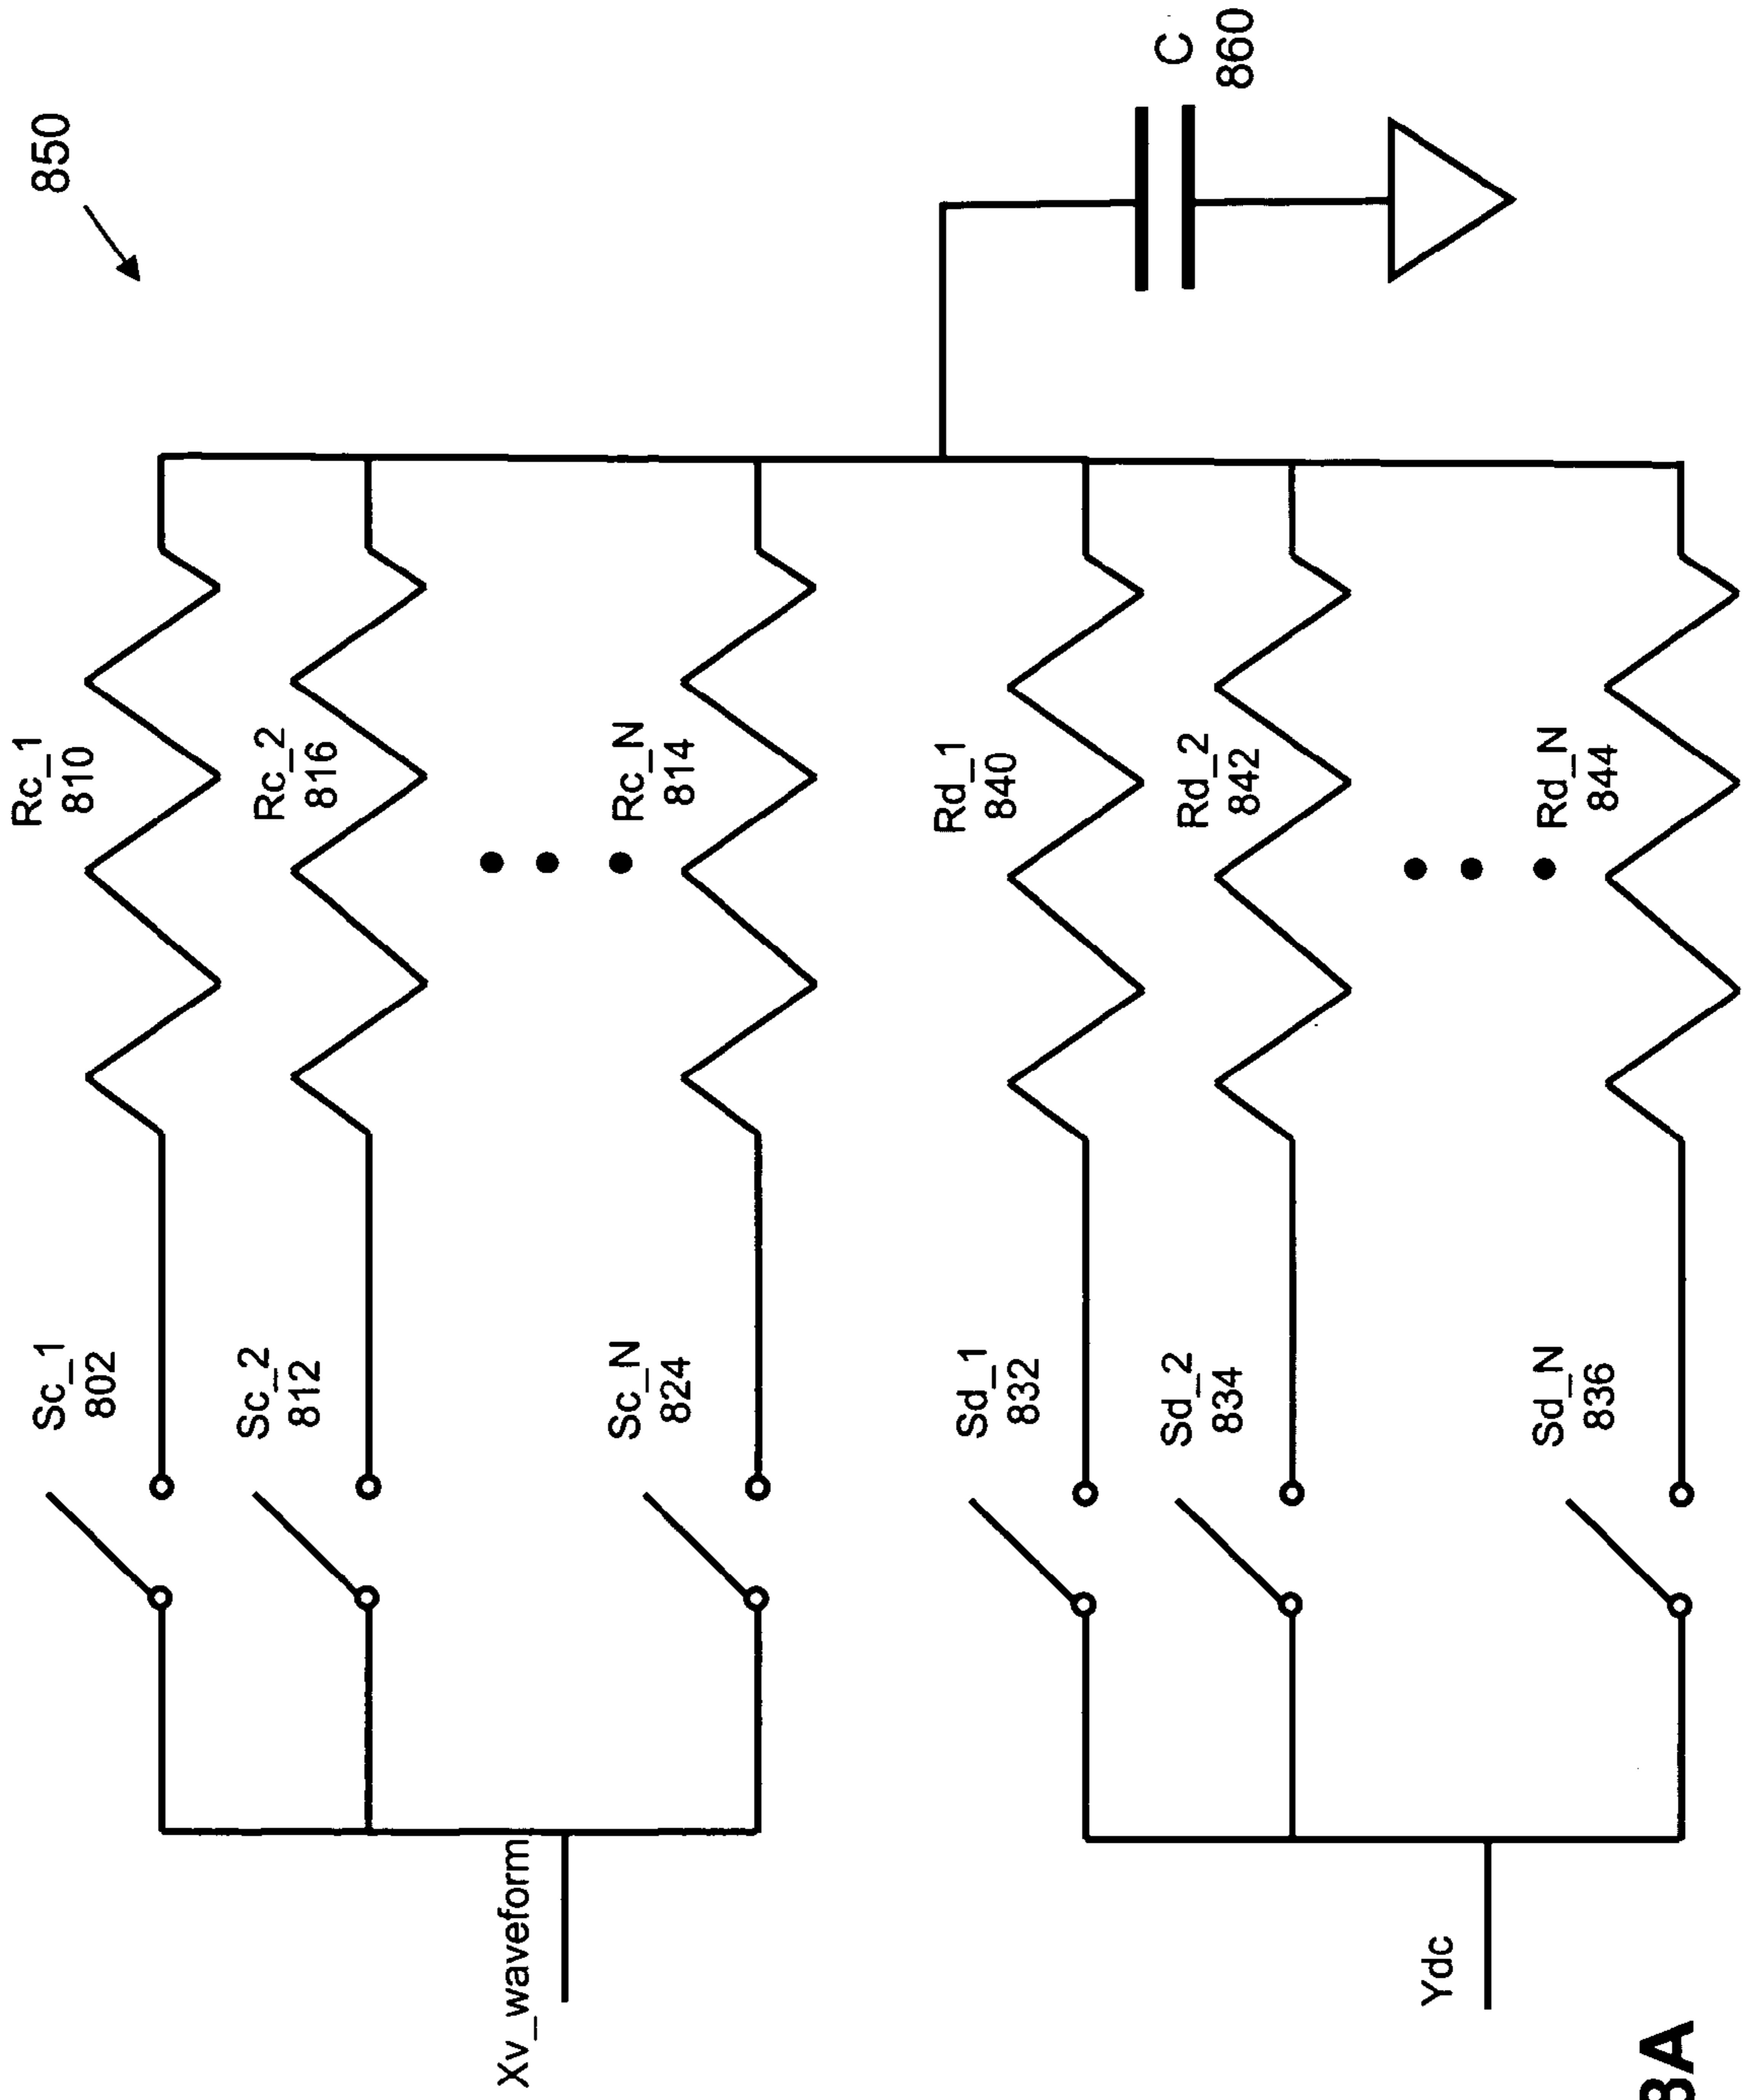 850
Sc_1
802
Rc_1
810
Sc_2
812
Rc_2
816
Xv_waveform
Sc_N
824
Rc_N
814
Sd_1
832
Rd_1
840
C
860
Sd_2
834
Rd_2
842
Ydc
Sd_N
836
Rd_N
844
8A